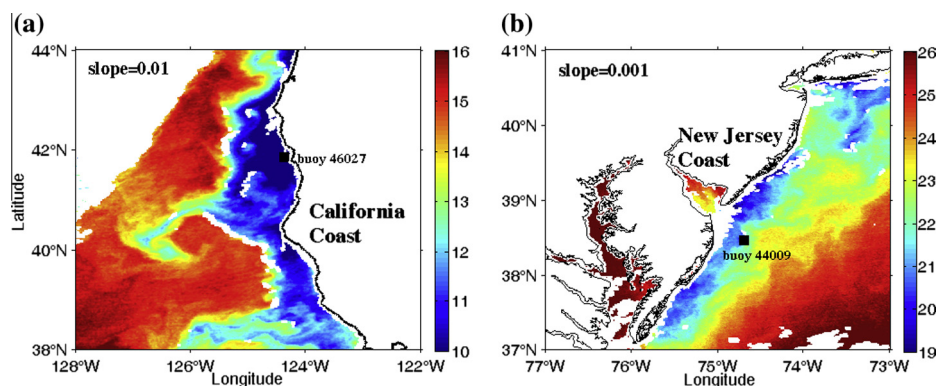 (a)
slope=0.01
buoy 46027
California
Coast
Latitude
44°N
42°N
40°N
38°N
128°W
126°W
124°W
122°W
Longitude
16
15
14
13
12
11
10
(b)
slope=0.001
New Jersey
Coast
buoy 44009
41°N
40°N
39°N
38°N
37°N
77°W
76°W
75°W
74°W
73°W
Longitude
26
25
24
23
22
21
20
19